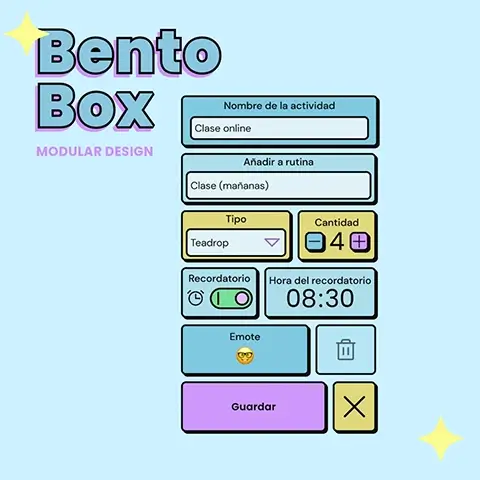 Bento
Box
MODULAR DESIGN
Nombre de la actividad
Clase online
Añadir a rutina
Clase (mañanas)
Tipo
Teadrop
Cantidad
4
Recordatorio
Hora del recordatorio
08:30
Emote
Guardar